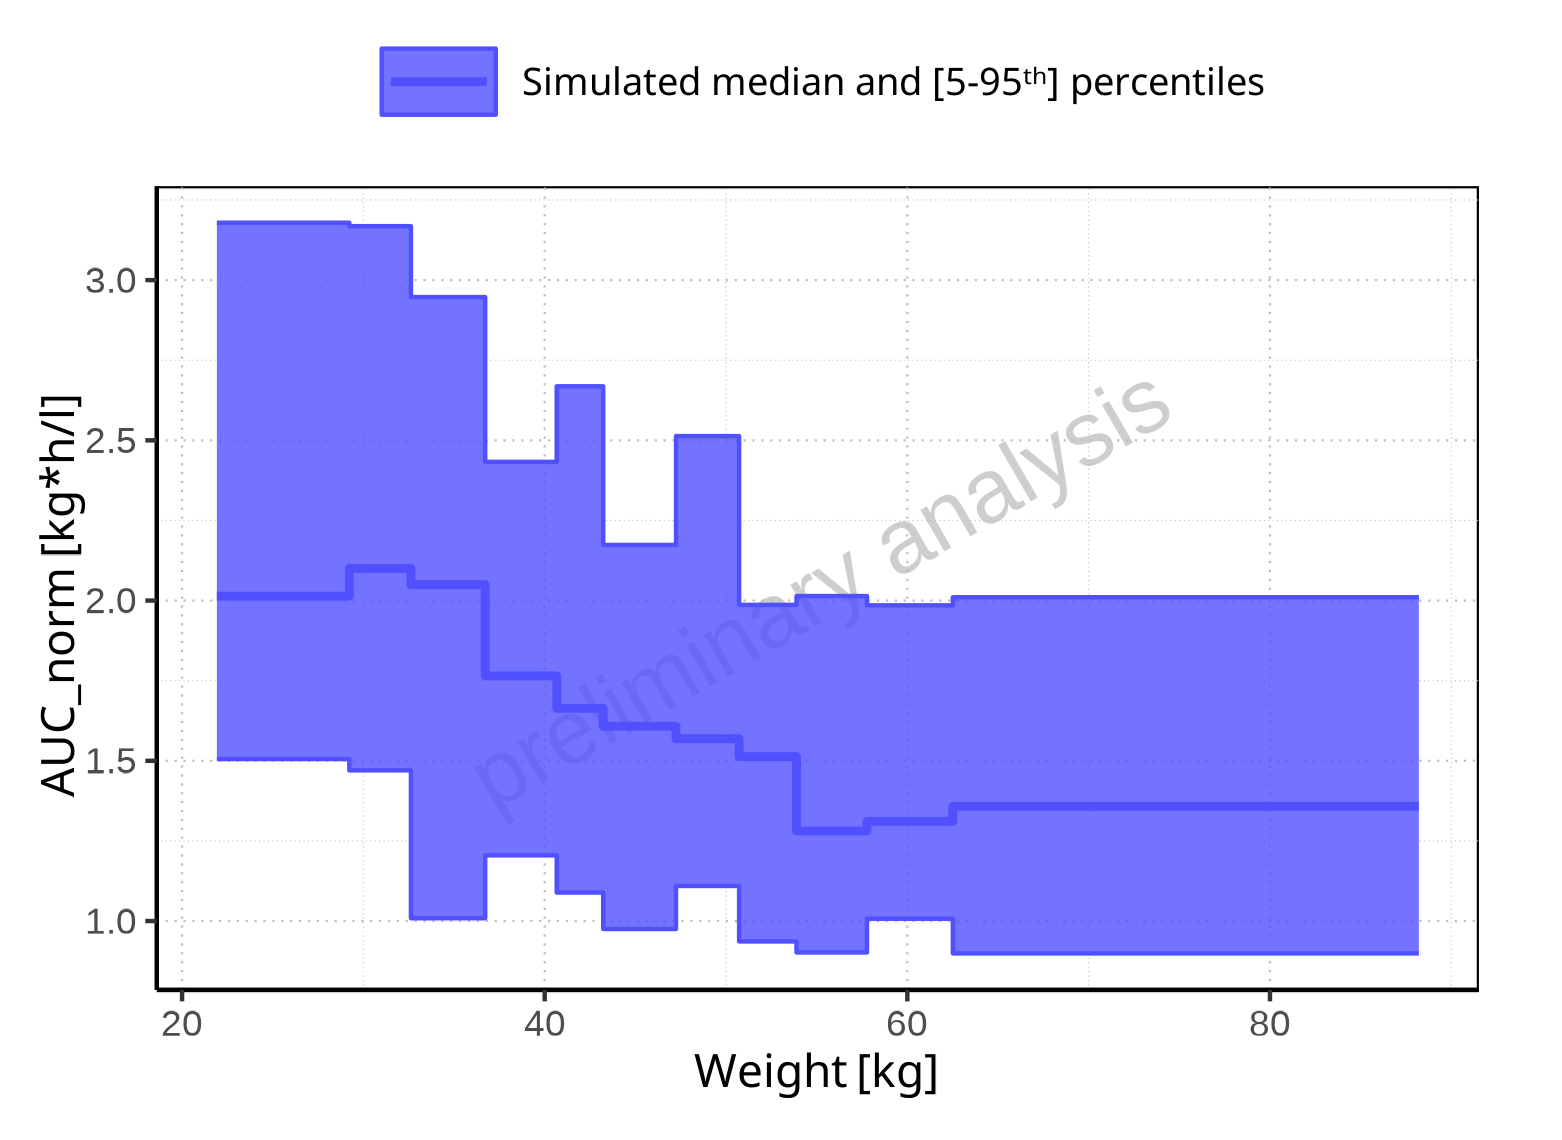 Simulated median and [5-95ᵗʰ] percentiles
AUC_norm [kg*h/l]
3.0
2.5
2.0
1.5
1.0
preliminary analysis
20 40 60 80
Weight [kg]